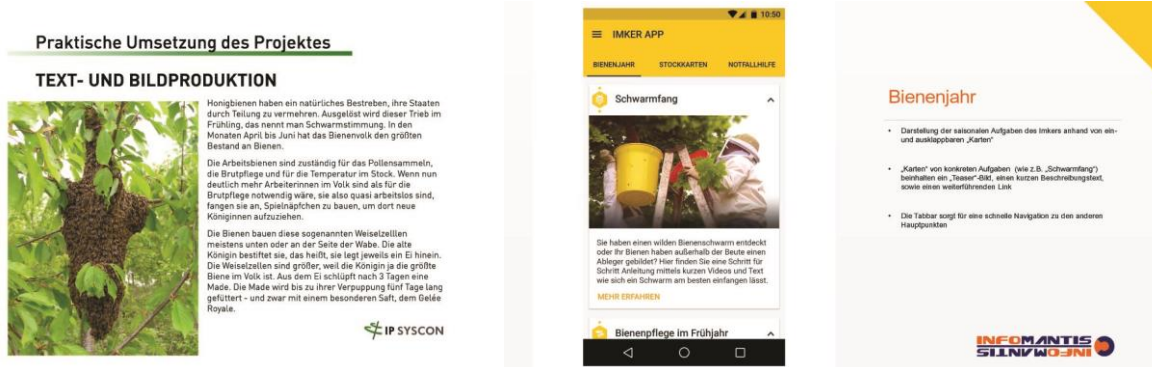 Praktische Umsetzung des Projektes
TEXT- UND BILDPRODUKTION
Honigbienen haben ein natürliches Bestreben, ihre Staaten
durch Teilung zu vermehren. Ausgelöst wird dieser Trieb im
Frühling, das nennt man Schwarmstimmung. In den
Monaten April bis Juni hat das Bienenvolk den größten
Bestand an Bienen.
Die Arbeitsbienen sind zuständig für das Pollensammeln,
die Brutpflege und für die Temperatur im Stock. Wenn nun
deutlich mehr Arbeiterinnen im Volk sind als für die
Brutpflege notwendig wäre, sie also quasi arbeitslos sind,
fangen sie an, Spielnäpfchen zu bauen, um dort neue
Königinnen aufzuziehen.
Die Bienen bauen diese sogenannten Weiselzelllen
meistens unten oder an der Seite der Wabe. Die alte
Königin bestiftet sie, das heißt, sie legt jeweils ein Ei hinein.
Die Weiselzellen sind größer, weil die Königin ja die größte
Biene im Volk ist. Aus dem Ei schlüpft nach 3 Tagen eine
Made. Die Made wird bis zu ihrer Verpuppung fünf Tage lang
gefüttert - und zwar mit einem besonderen Saft, dem Gelée
Royale.
IP SYSCON
10:50
IMKER APP
BIENENJAHR STOCKKARTEN NOTFALLHILFE
Schwarmfang
Sie haben einen wilden Bienenschwarm entdeckt
oder Ihr Bienen haben außerhalb der Beute einen
Ableger gebildet? Hier finden Sie eine Schritt für
Schritt Anleitung mittels kurzen Videos und Text
wie sich ein Schwarm am besten einfangen lässt.
MEHR ERFAHREN
Bienenpflege im Frühjahr
Bienenjahr
• Darstellung der saisonalen Aufgaben des Imkers anhand von ein-
und ausklappbaren „Karten“
• „Karten“ von konkreten Aufgaben (wie z.B. „Schwarmfang“)
beinhalten ein „Teaser“-Bild, einen kurzen Beschreibungstext,
sowie einen weiterführenden Link
• Die Tabbar sorgt für eine schnelle Navigation zu den anderen
Hauptpunkten
INFOMANTIS